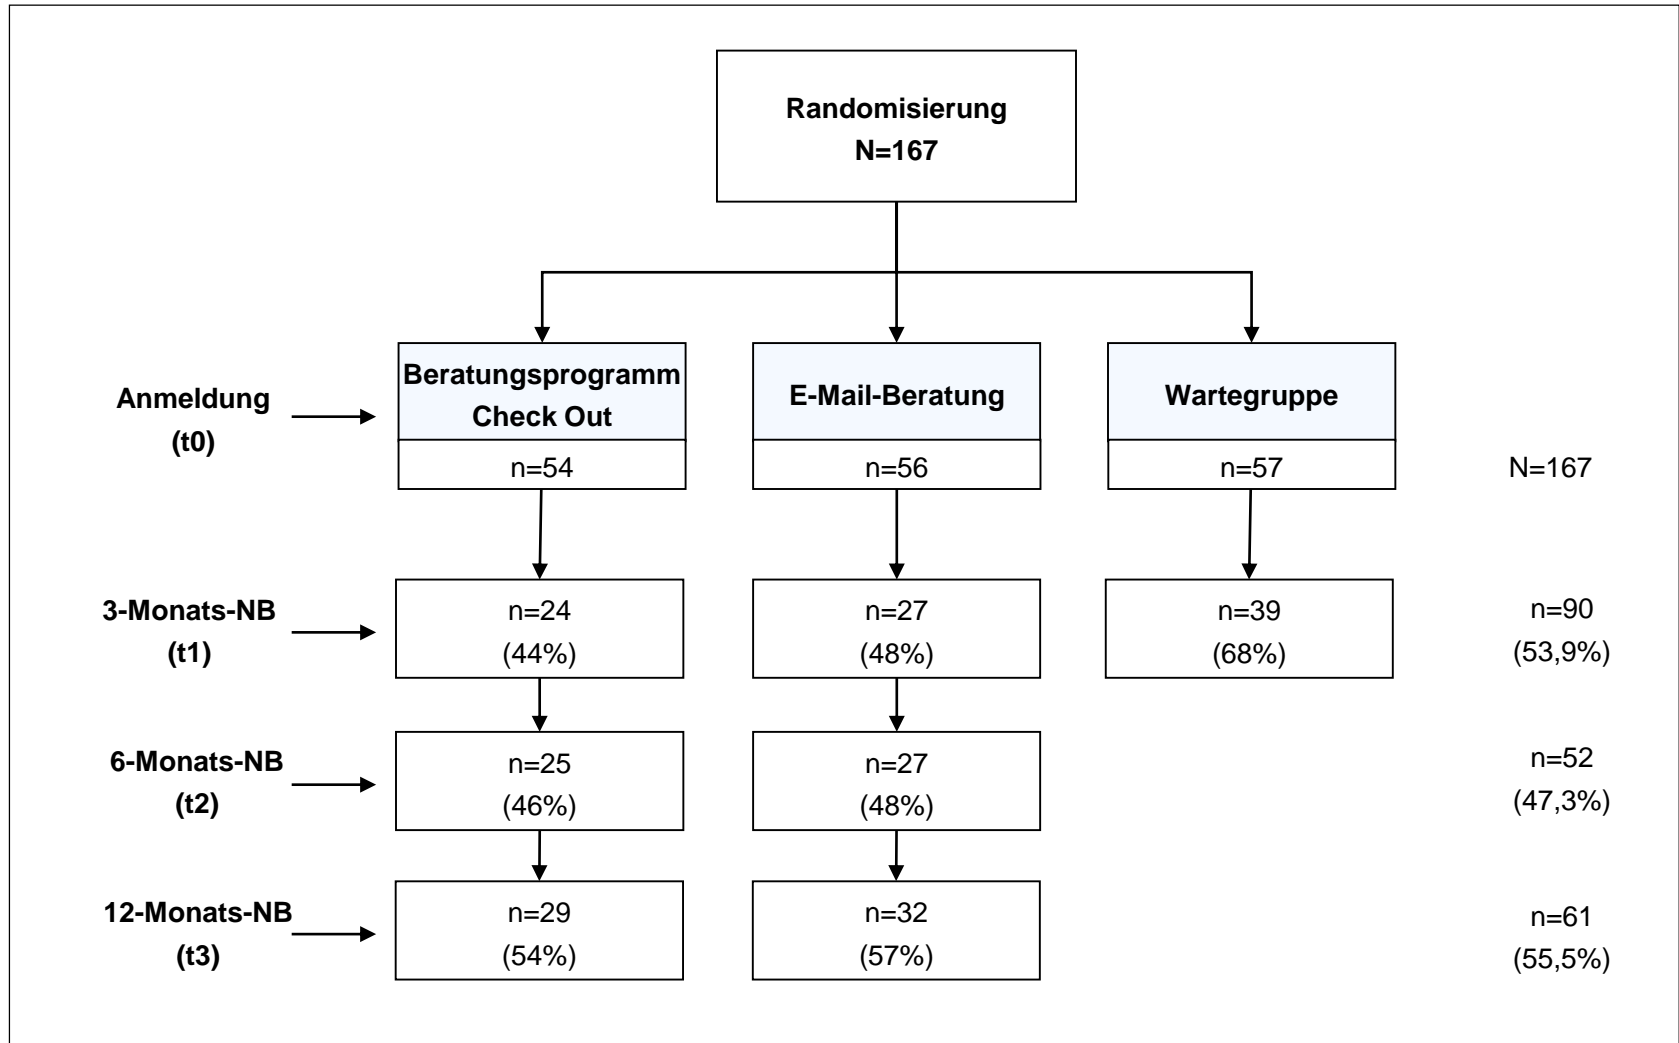 Randomisierung
N=167
Anmeldung
(t0)
Beratungsprogramm
Check Out
n=54
E-Mail-Beratung
n=56
Wartegruppe
n=57
N=167
3-Monats-NB
(t1)
n=24
(44%)
n=27
(48%)
n=39
(68%)
n=90
(53,9%)
6-Monats-NB
(t2)
n=25
(46%)
n=27
(48%)
n=52
(47,3%)
12-Monats-NB
(t3)
n=29
(54%)
n=32
(57%)
n=61
(55,5%)